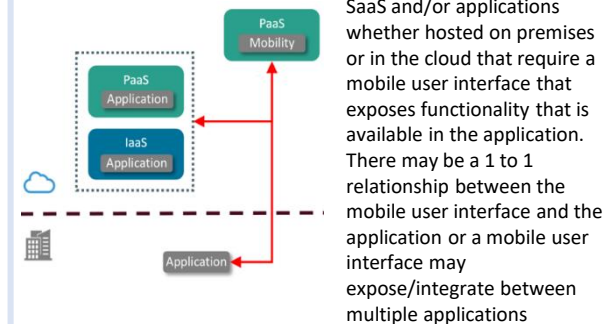 PaaS
Mobility
PaaS
Application
IaaS
Application
Application
SaaS and/or applications
whether hosted on premises
or in the cloud that require a
mobile user interface that
exposes functionality that is
available in the application.
There may be a 1 to 1
relationship between the
mobile user interface and the
application or a mobile user
interface may
expose/integrate between
multiple applications